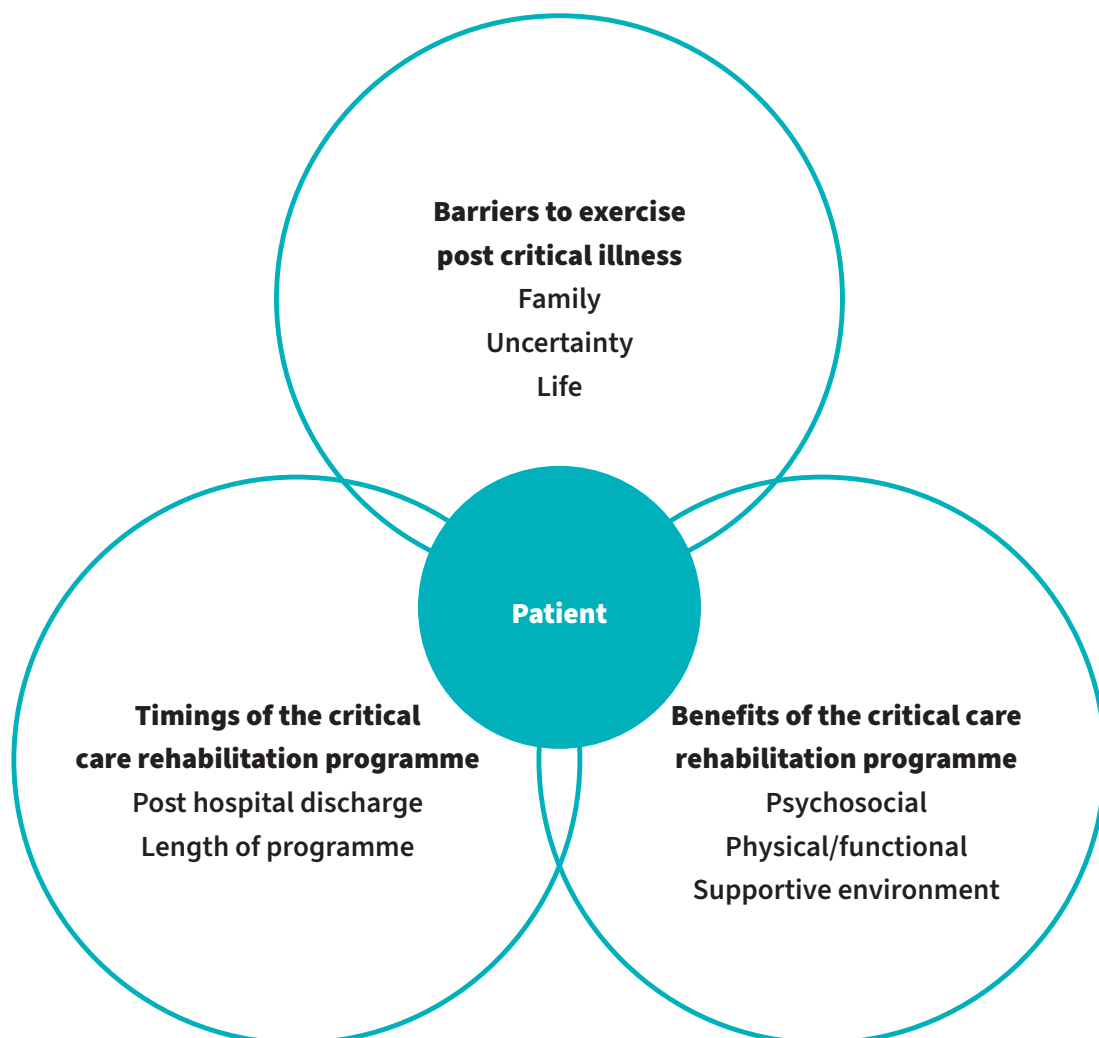 Barriers to exercise
post critical illness
Family
Uncertainty
Life
Patient
Timings of the critical
care rehabilitation programme
Post hospital discharge
Length of programme
Benefits of the critical care
rehabilitation programme
Psychosocial
Physical/functional
Supportive environment